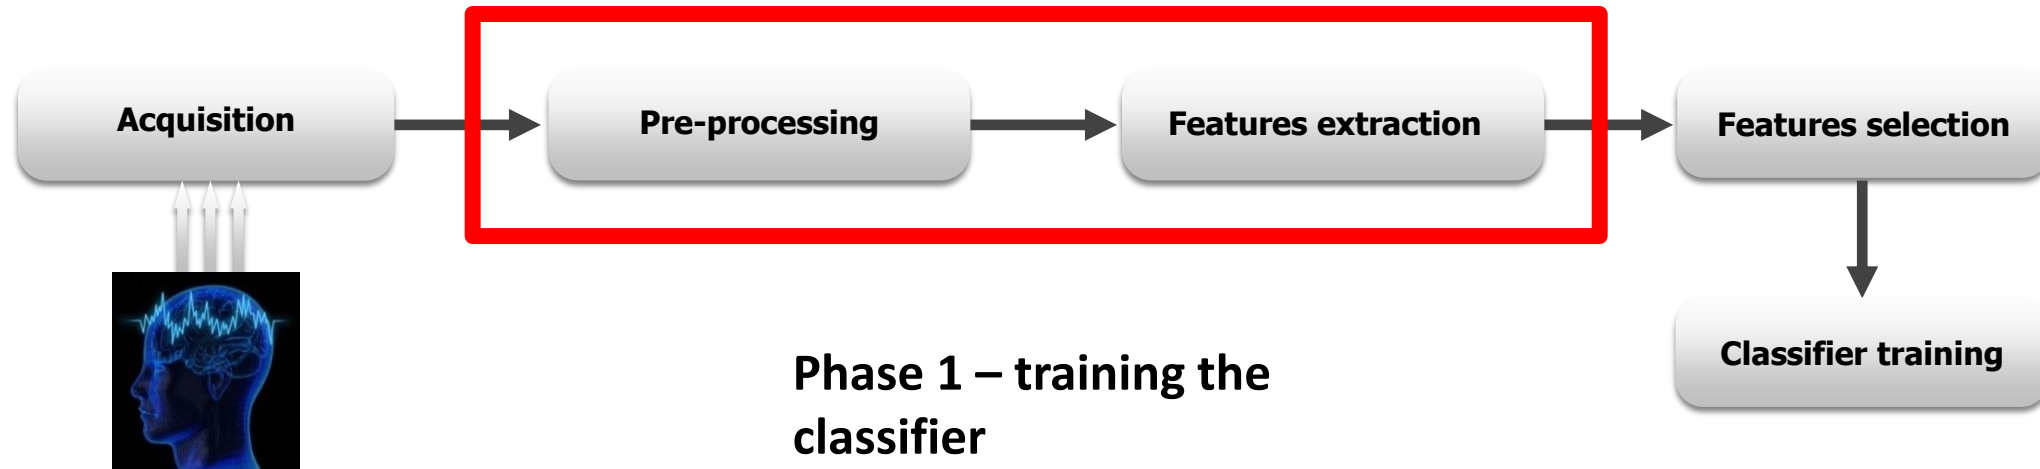 Acquisition
Pre-processing
Features extraction
Features selection
Classifier training
Phase 1 – training the
classifier